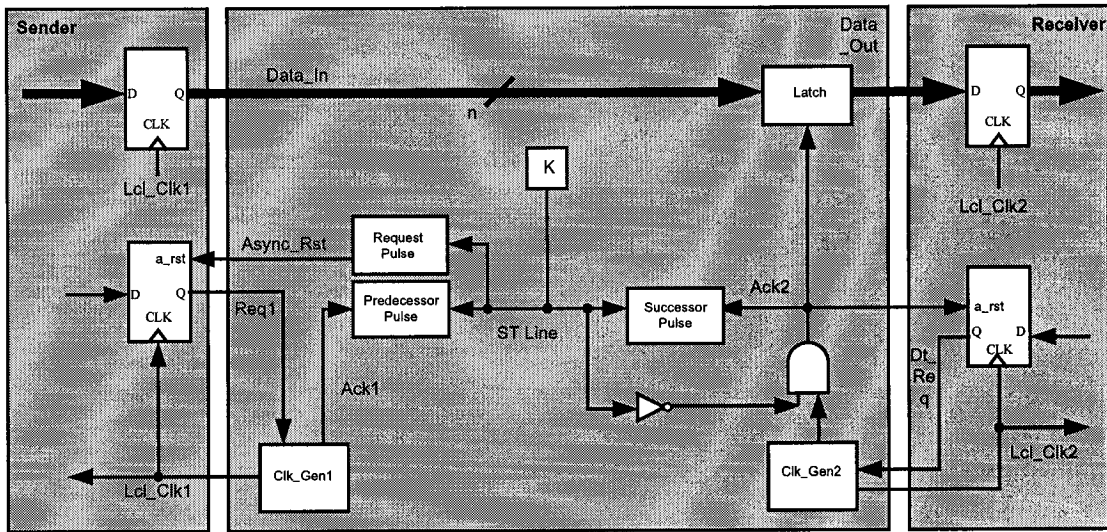 Sender
Data
_Out
Receiver
D
Q
CLK
Data_In
n
Latch
D
Q
CLK
Lcl_Clk1
K
Lcl_Clk2
a_rst
Async_Rst
Request
Pulse
D
Q
CLK
Req1
Predecessor
Pulse
ST Line
Successor
Pulse
Ack2
a_rst
Q
D
CLK
Dt_
Re
q
Ack1
Clk_Gen1
Clk_Gen2
Lcl_Clk1
Lcl_Clk2